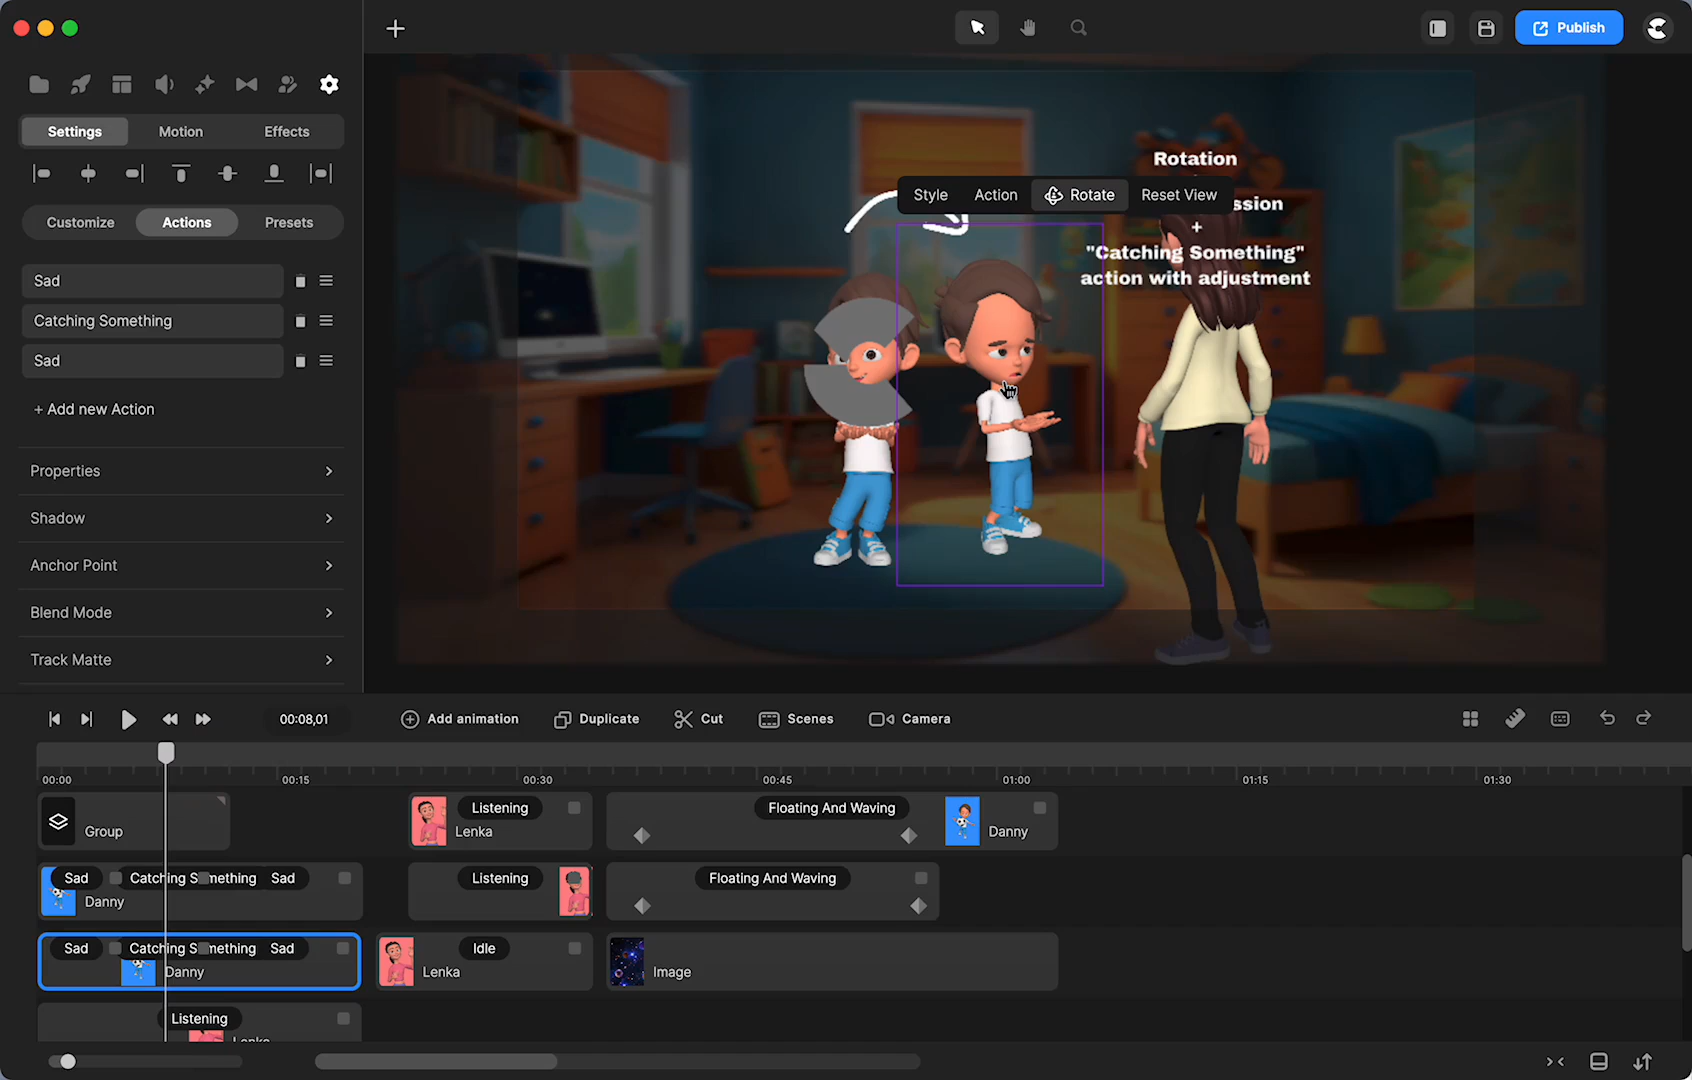 Publish
Settings
Motion
Effects
Customize
Actions
Presets
Sad
Catching Something
Sad
+ Add new Action
Properties
Shadow
Anchor Point
Blend Mode
Track Matte
Rotation
Style
Action
Rotate
Reset View
+
"Catching Something"
action with adjustment
00:08,01
Add animation
Duplicate
Cut
Scenes
Camera
00:00
00:15
00:30
00:45
01:00
01:15
01:30
Group
Listening
Lenka
Floating And Waving
Danny
Sad
Catching Something
Sad
Danny
Listening
Floating And Waving
Sad
Catching Something
Sad
Danny
Idle
Lenka
Image
Listening